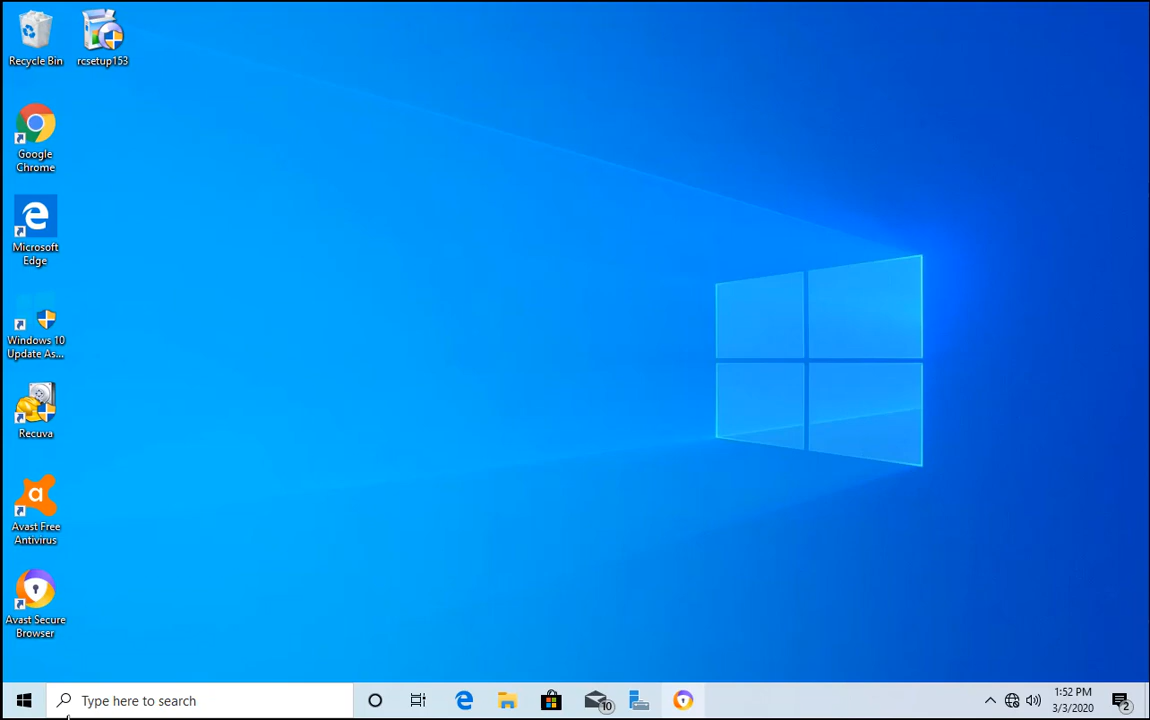 Recycle Bin
rcsetup153
Google
Chrome
Microsoft
Edge
Windows 10
Update As...
Recuva
Avast Free
Antivirus
Avast Secure
Browser
Type here to search
10
1:52 PM
3/3/2020
2